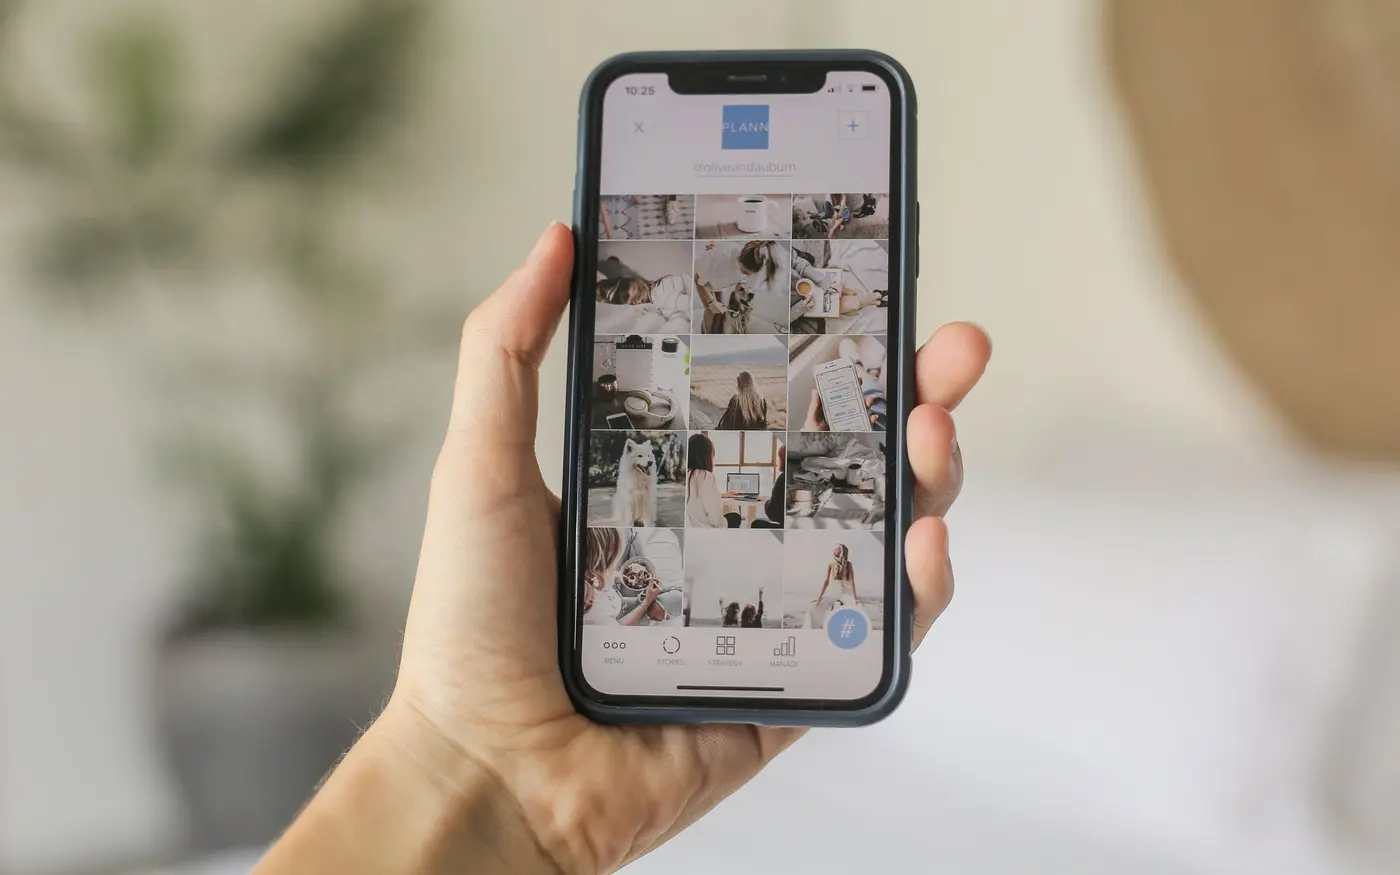 10:25
X
PLANN
+
@oliveandauburn
MENU
STORIES
STRATEGY
MANAGE
#